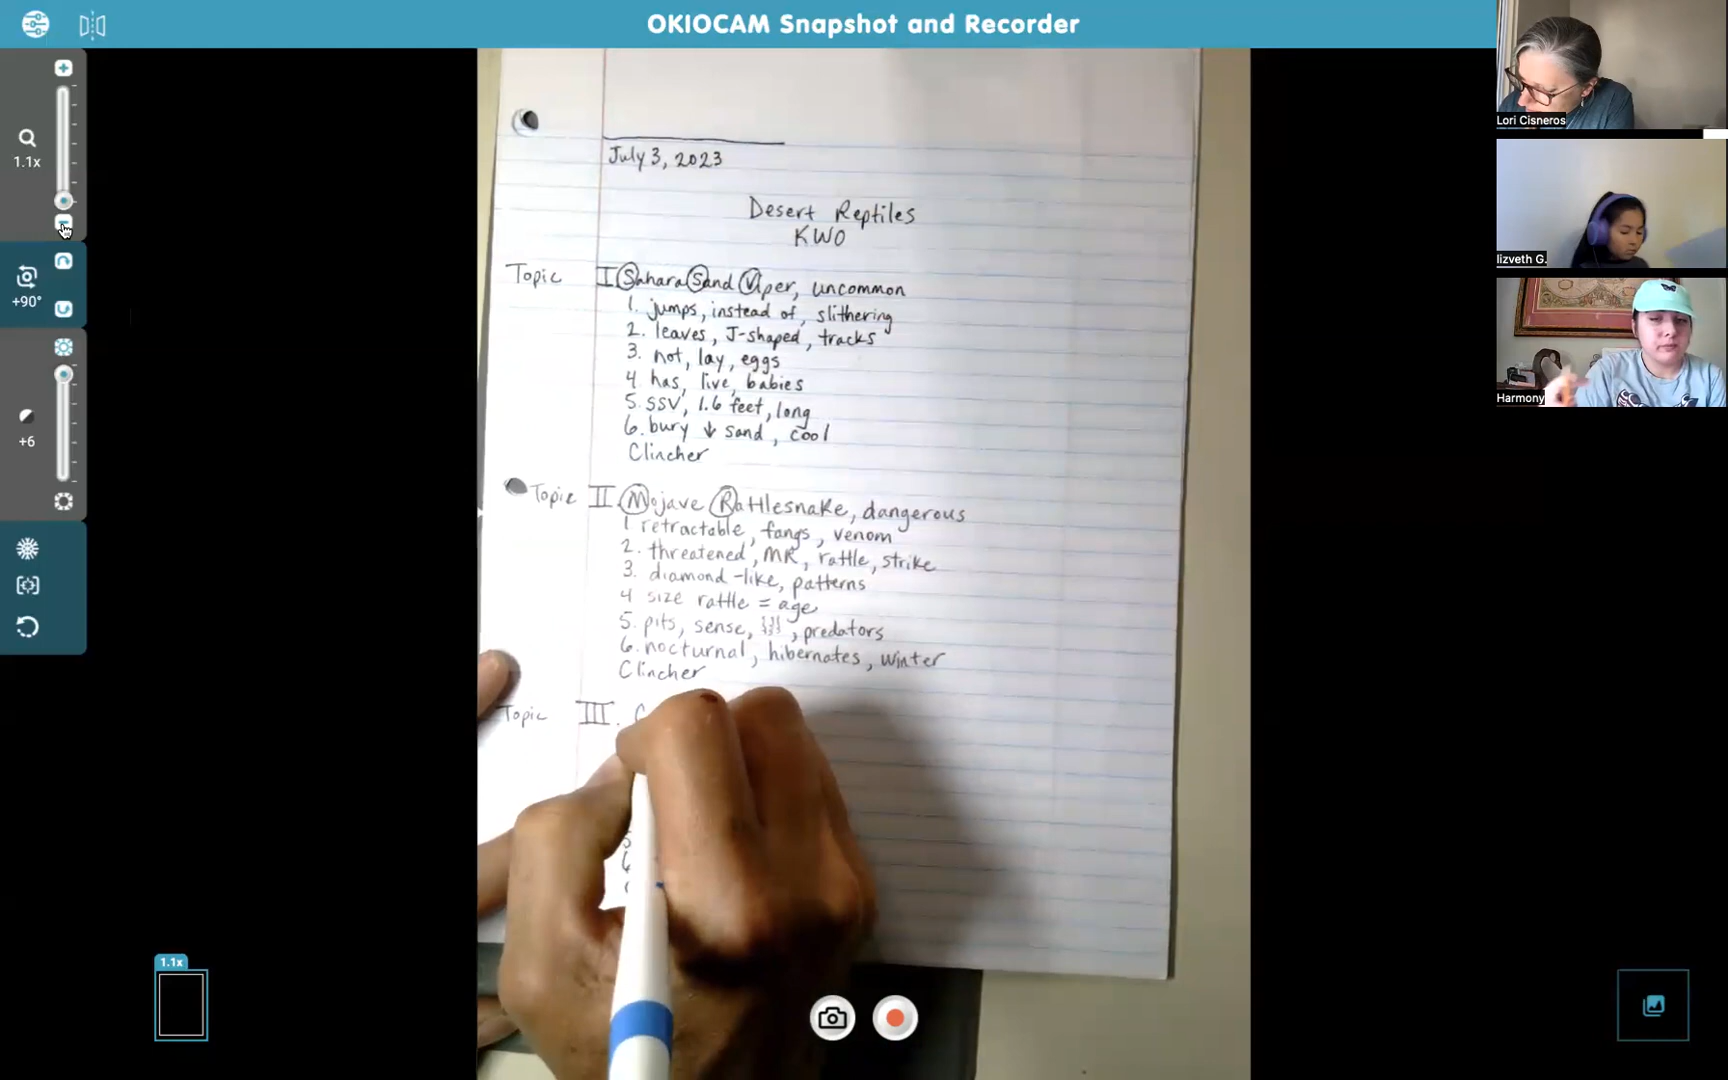 OKIOCAM Snapshot and Recorder
1.1x
+90°
+6
1.1x
Lori Cisneros
lizveth G.
Harmony
July 3, 2023
Desert Reptiles
KWO
Topic I Sahara Sand Viper, uncommon
1. jumps, instead of, slithering
2. leaves, J-shaped, tracks
3. not, lay, eggs
4. has, live, babies
5. SSV, 1.6 feet, long
6. bury ↓ sand, cool
Clincher
Topic II. Mojave Rattlesnake, dangerous
1 retractable, fangs, venom
2. threatened, MR, rattle, strike
3. diamond-like, patterns
4 size rattle = age
5. pits, sense, , predators
6. nocturnal, hibernates, winter
Clincher
Topic III.
5
6